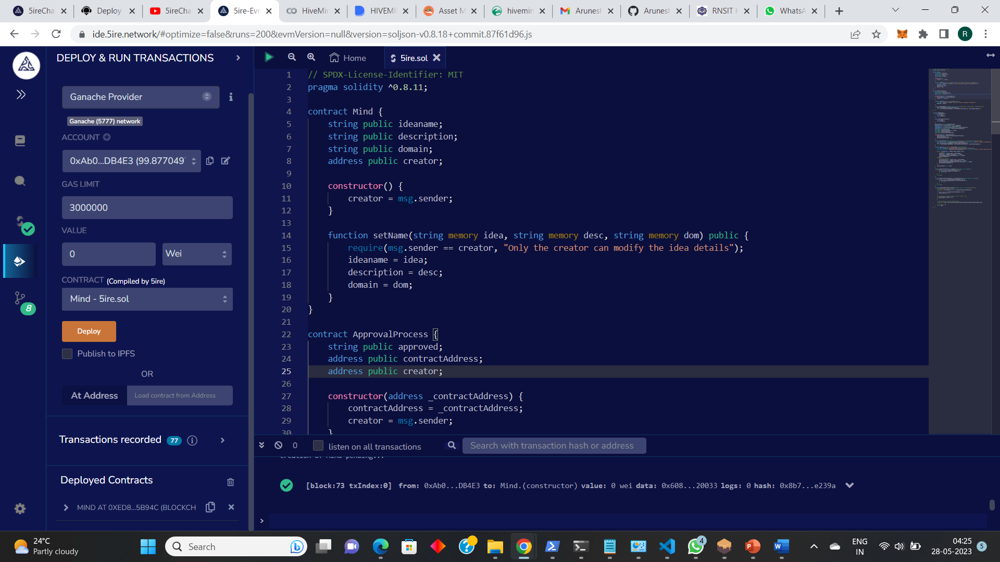 5ireCha
Deploy
5ireCha
5ire-Evm
HiveMin
HIVEMI
Asset M
hivemin
Arunesh
Arunesh
RNSIT H
WhatsA
ide.5ire.network/#optimize=false&runs=200&evmVersion=null&version=soljson-v0.8.18+commit.87f61d96.js
R
DEPLOY & RUN TRANSACTIONS
Ganache Provider
Ganache (5777) network
ACCOUNT
0xAb0...DB4E3 (99.8770497
GAS LIMIT
3000000
VALUE
0
Wei
CONTRACT (Compiled by 5ire)
Mind - 5ire.sol
Deploy
Publish to IPFS
OR
At Address
Load contract from Address
Transactions recorded 77
Deployed Contracts
MIND AT 0XED8...5B94C (BLOCKCH
8
Home
5ire.sol
1 // SPDX-License-Identifier: MIT
2 pragma solidity ^0.8.11;
3
4 contract Mind {
5 string public ideaname;
6 string public description;
7 string public domain;
8 address public creator;
9
10 constructor() {
11 creator = msg.sender;
12 }
13
14 function setName(string memory idea, string memory desc, string memory dom) public {
15 require(msg.sender == creator, "Only the creator can modify the idea details");
16 ideaname = idea;
17 description = desc;
18 domain = dom;
19 }
20 }
21
22 contract ApprovalProcess {
23 string public approved;
24 address public contractAddress;
25 address public creator;
26
27 constructor(address _contractAddress) {
28 contractAddress = _contractAddress;
29 creator = msg.sender;
30 }
0
listen on all transactions
Search with transaction hash or address
creation of Mind pending...
[block:73 txIndex:0] from: 0xAb0...DB4E3 to: Mind.(constructor) value: 0 wei data: 0x608...20033 logs: 0 hash: 0x8b7...e239a
>
24°C
Partly cloudy
Search
4
ENG
IN
04:25
28-05-2023
5